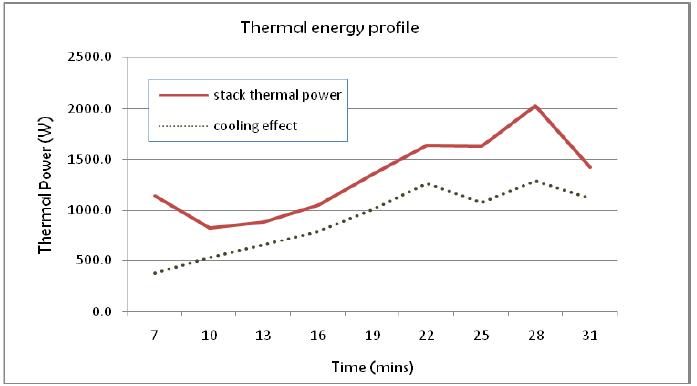 Thermal energy profile
2500.0
2000.0
1500.0
1000.0
500.0
0.0
Thermal Power (W)
stack thermal power
cooling effect
7 10 13 16 19 22 25 28 31
Time (mins)